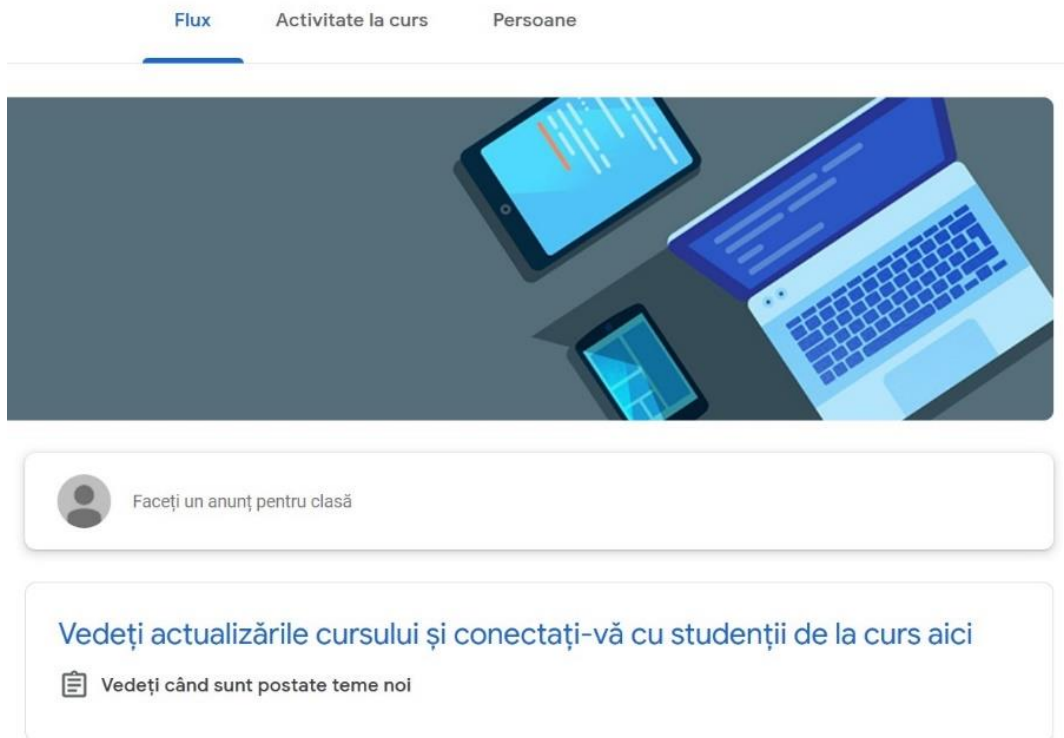 Flux Activitate la curs Persoane
Faceți un anunț pentru clasă
Vedeți actualizările cursului și conectați-vă cu studenții de la curs aici
Vedeți când sunt postate teme noi